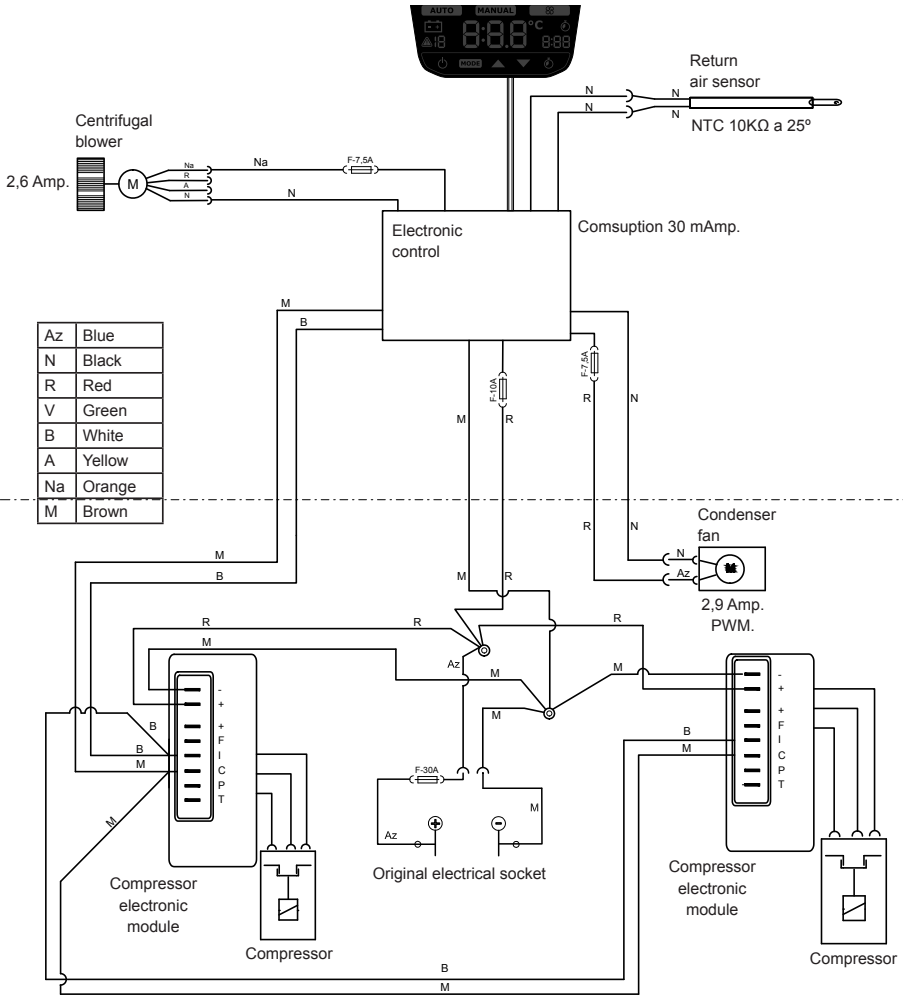 AUTO MANUAL
8:8.8 °C
18 8:88
MODE
Return
air sensor
N N
N N
NTC 10KΩ a 25º
Centrifugal
blower
2,6 Amp.
M
Na
R
A
N
Na
F-7,5A
N
Electronic
control
Comsuption 30 mAmp.
M
B
Az Blue
N Black
R Red
V Green
B White
A Yellow
Na Orange
M Brown
F-10A
F-7,5A
M R
R N
R N
Condenser
fan
N
Az
M
2,9 Amp.
PWM.
M
B
M R
R R R
M
Az
M M
M
-
+
+
F
I
C
P
T
B
B
M
M
F-30A
Az
M
+ -
Original electrical socket
B
M
-
+
+
F
I
C
P
T
Compressor
electronic
module
Compressor
Compressor
electronic
module
Compressor
B
M